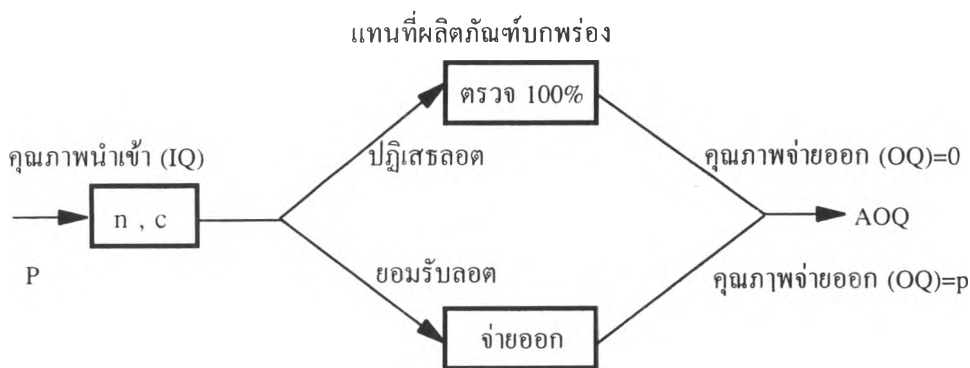 แทนที่ผลิตภัณฑ์บกพร่อง
ตรวจ 100%
คุณภาพนำเข้า (IQ)
ปฏิเสธลอต
คุณภาพจ่ายออก (OQ)=0
n , c
AOQ
P
ยอมรับลอต
คุณภาพจ่ายออก (OQ)=p
จ่ายออก